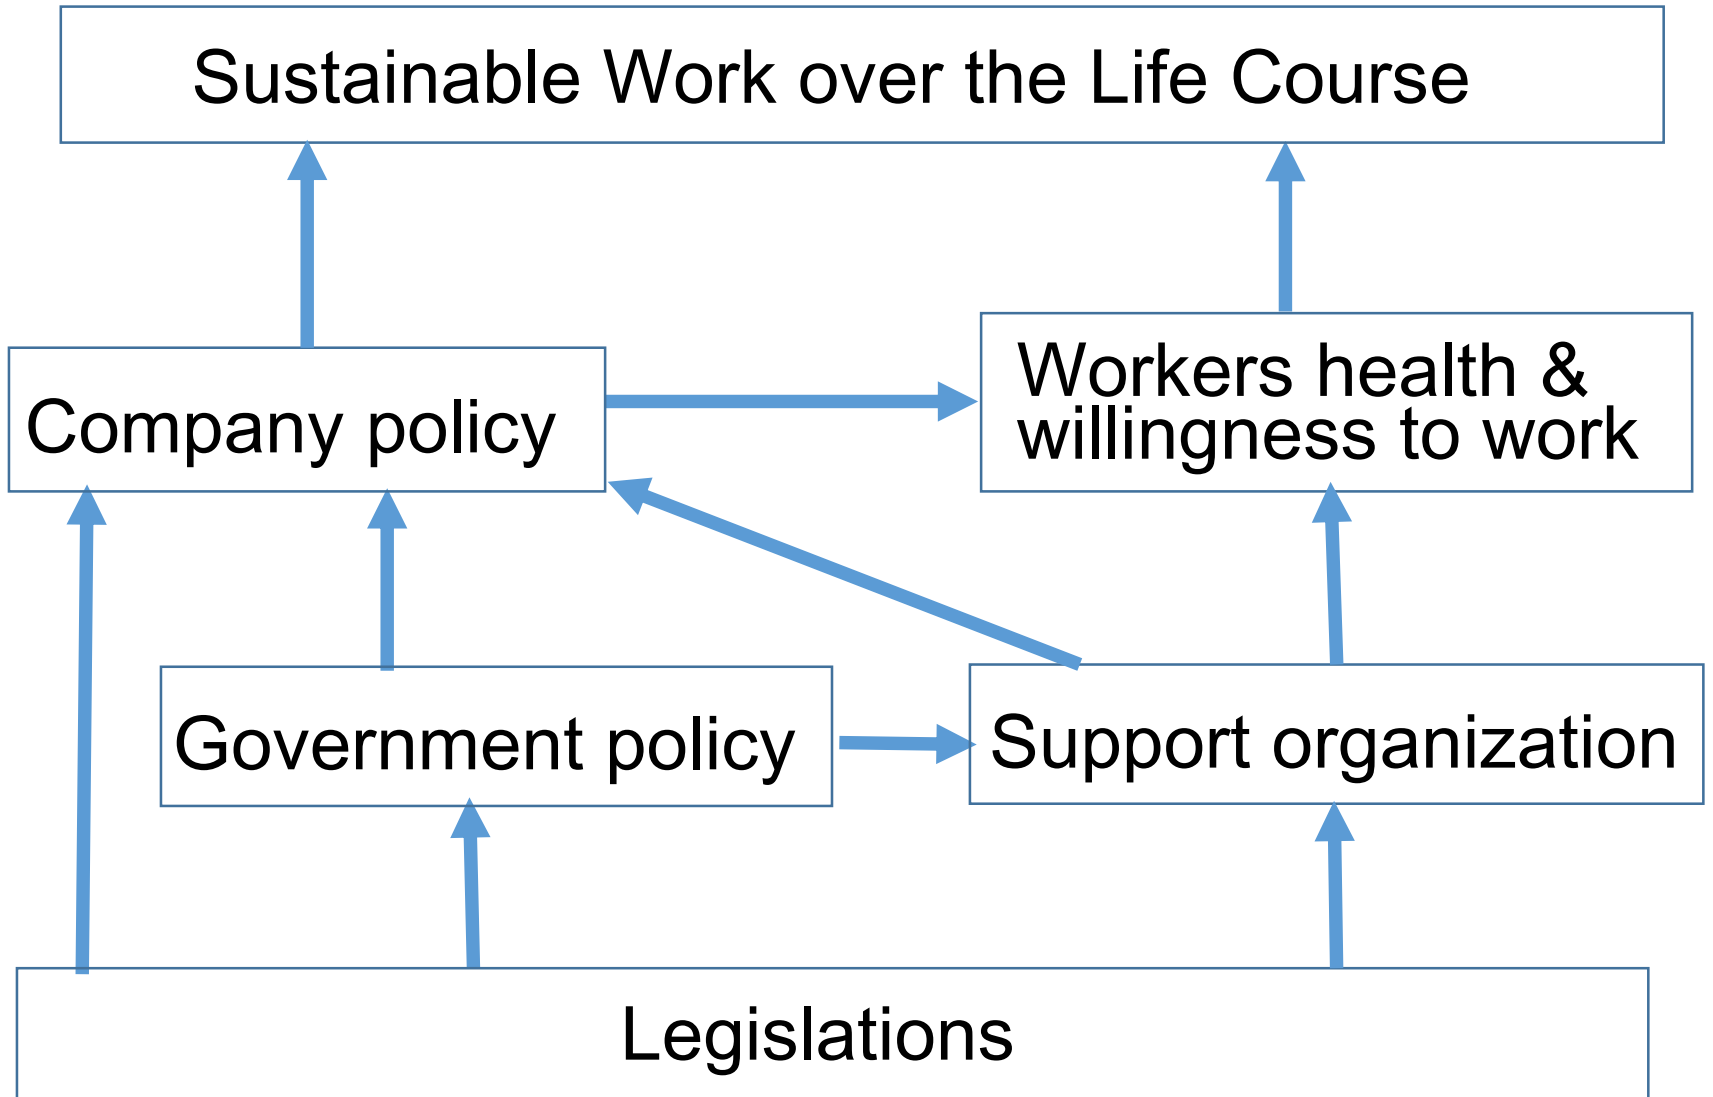 Sustainable Work over the Life Course
Company policy
Workers health &
willingness to work
Government policy
Support organization
Legislations